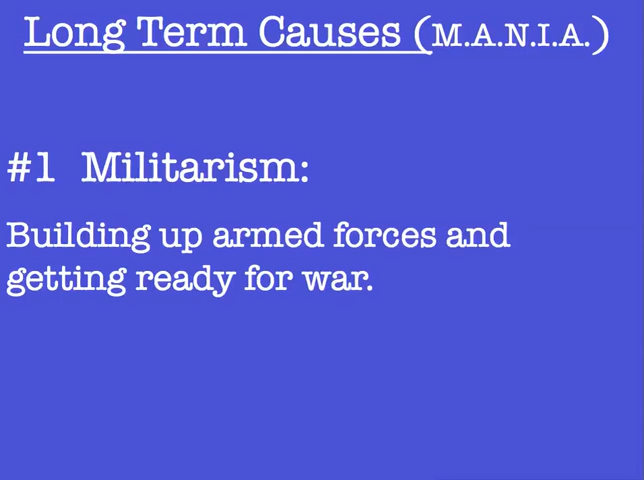 Long Term Causes (M.A.N.I.A.)
#1 Militarism:
Building up armed forces and
getting ready for war.